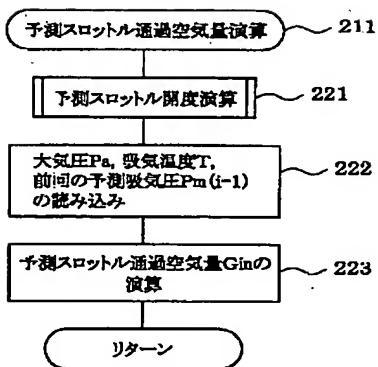 予測スロットル通過空気量演算
211
予測スロットル開度演算
221
大気圧Pa, 吸気温度T,
前回の予測吸気圧Pm(i-1)
の読み込み
222
予測スロットル通過空気量Ginの
演算
223
リターン